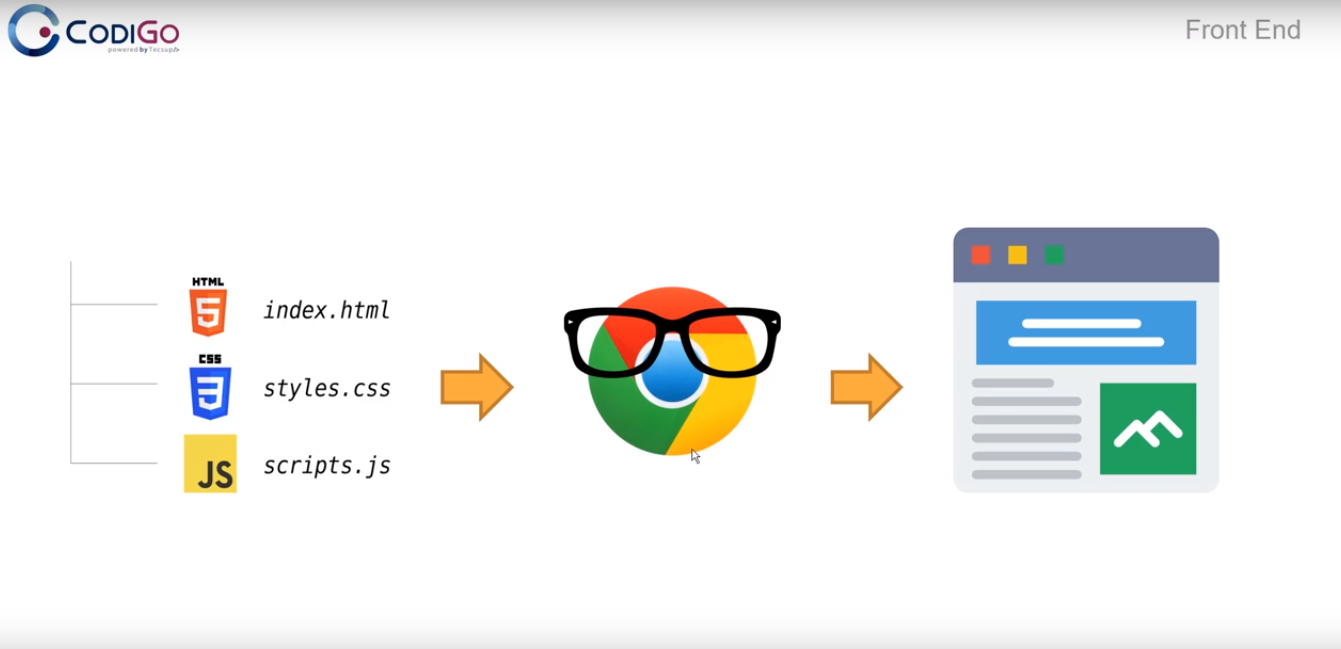 CODIGO
powered by Tecsup/>
Front End
HTML
5
index.html
CSS
3
styles.css
JS
scripts.js